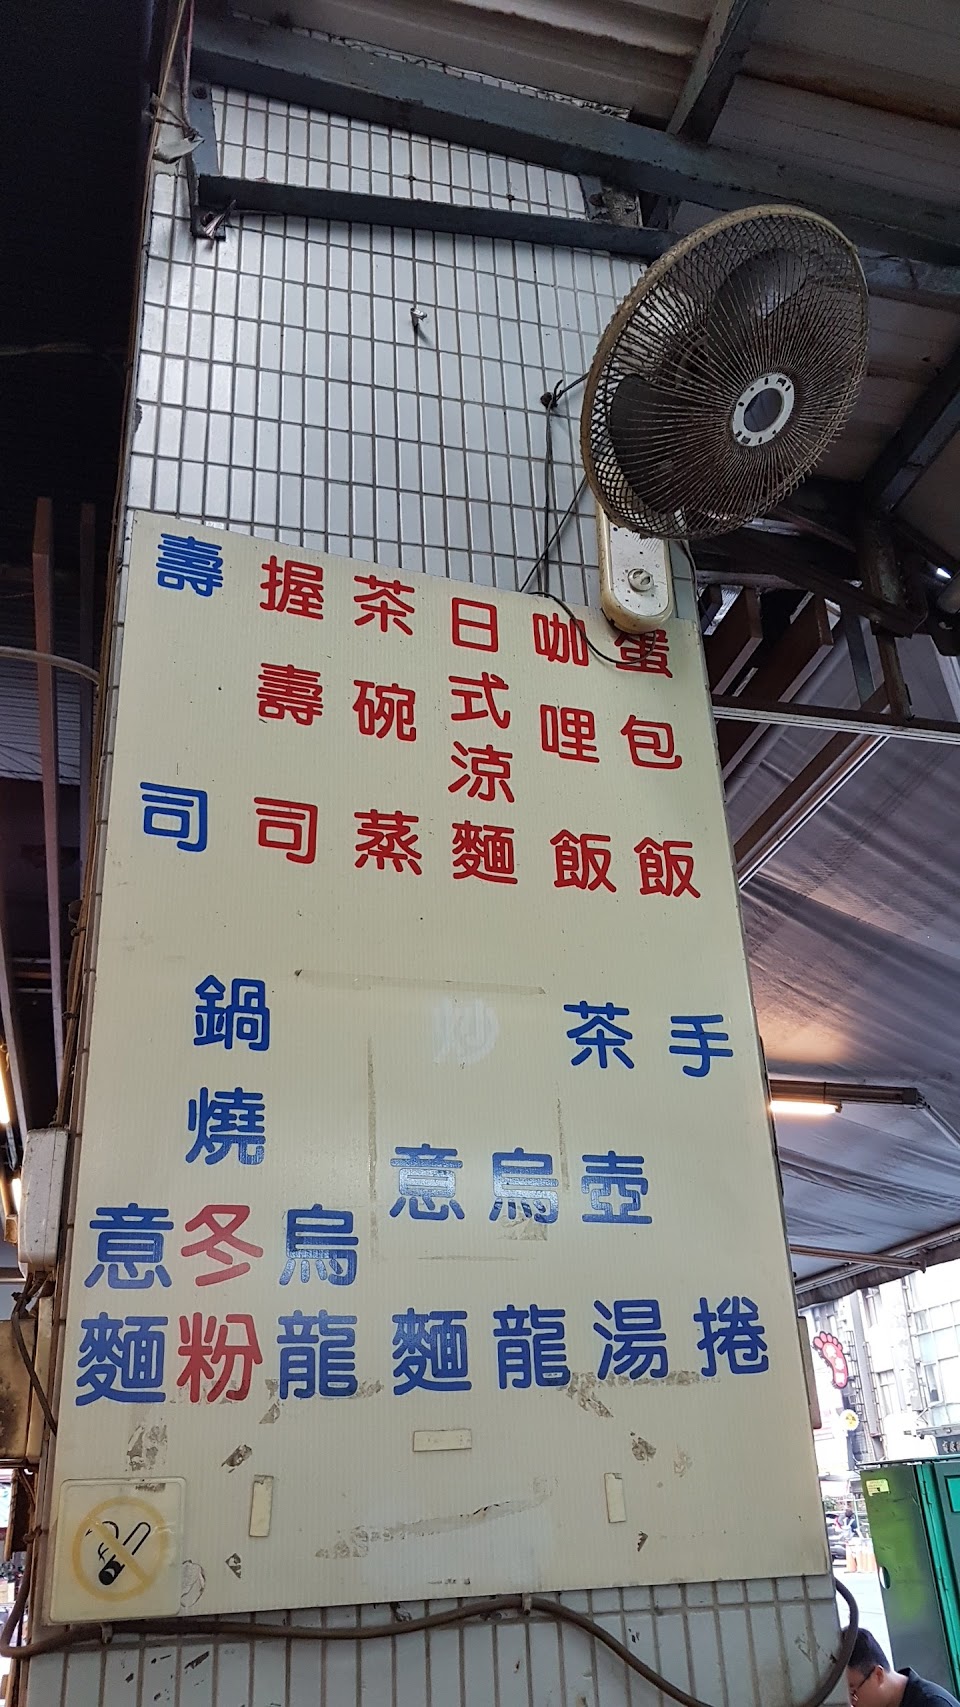 蛋包飯
咖哩飯
日式涼麵
茶碗蒸
握壽司
壽司
手捲
茶壺湯
炒
烏龍
意麵
鍋燒
烏龍
冬粉
意麵